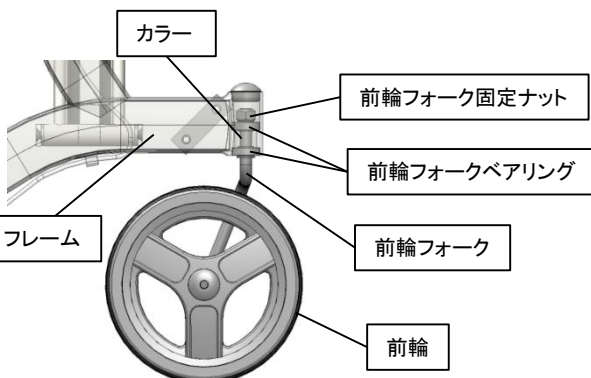 カラー
前輪フォーク固定ナット
前輪フォークベアリング
フレーム
前輪フォーク
前輪